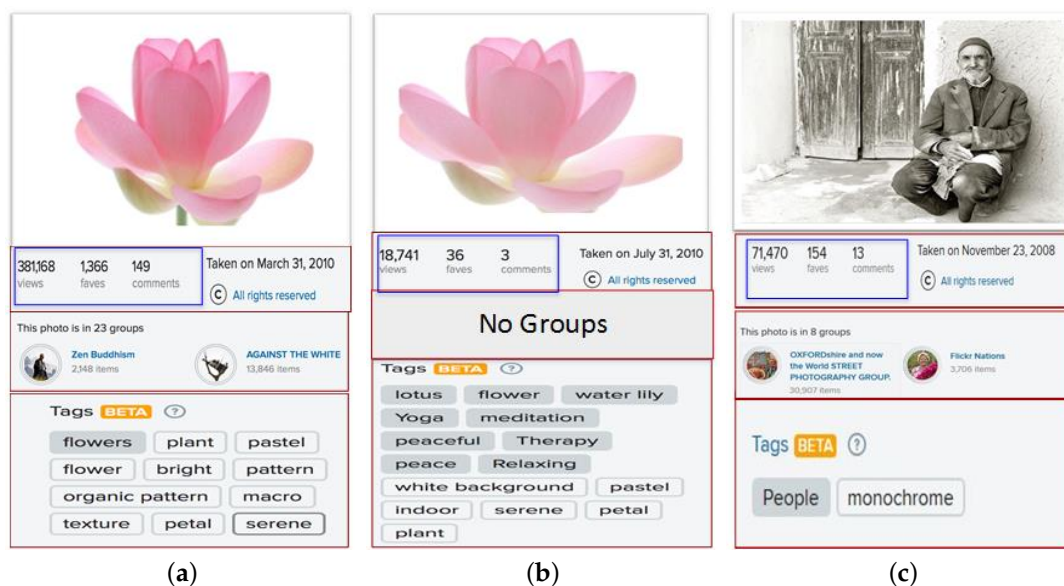 381,168 1,366 149 Taken on March 31, 2010
views faves comments
© All rights reserved
This photo is in 23 groups
Zen Buddhism AGAINST THE WHITE
2,148 items 13,846 items
Tags BETA ?
flowers plant pastel
flower bright pattern
organic pattern macro
texture petal serene
(a)
18,741 36 3 Taken on July 31, 2010
views faves comments
© All rights reserved
No Groups
Tags BETA ?
lotus flower water lily
Yoga meditation
peaceful Therapy
peace Relaxing
white background pastel
indoor serene petal
plant
(b)
71,470 154 13 Taken on November 23, 2008
views faves comments
© All rights reserved
This photo is in 8 groups
OXFORDshire and now
the World STREET
PHOTOGRAPHY GROUP.
30,907 items
Flickr Nations
3,706 items
Tags BETA ?
People monochrome
(c)